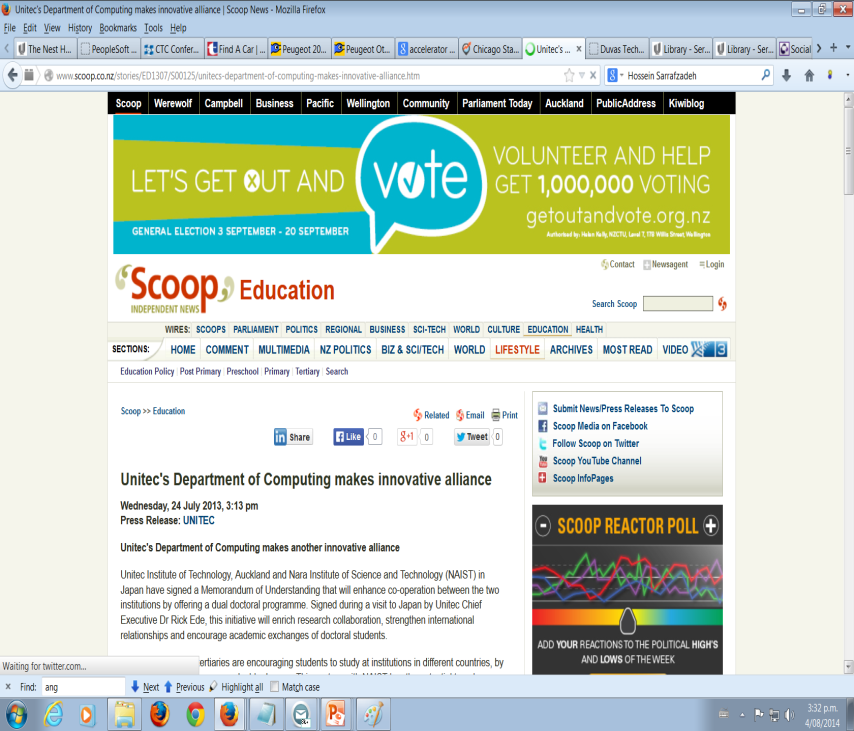 Unitec's Department of Computing makes innovative alliance | Scoop News - Mozilla Firefox
File Edit View History Bookmarks Tools Help
The Nest H... PeopleSoft ... CTC Confer... Find A Car | ... Peugeot 20... Peugeot Ot... accelerator ... Chicago Sta... Unitec's ... × Duvas Tech... Library - Ser... Library - Ser... Social
www.scoop.co.nz/stories/ED1307/S00125/unitecs-department-of-computing-makes-innovative-alliance.htm Hossein Sarrafzadeh
Scoop Werewolf Campbell Business Pacific Wellington Community Parliament Today Auckland PublicAddress Kiwiblog
LET'S GET OUT AND vote
VOLUNTEER AND HELP
GET 1,000,000 VOTING
getoutandvote.org.nz
GENERAL ELECTION 3 SEPTEMBER - 20 SEPTEMBER
Authorised by: Helen Kelly, NZCTU, Level 7, 178 Willis Street, Wellington
Contact Newsagent Login
Scoop Education
INDEPENDENT NEWS
Search Scoop
WIRES: SCOOPS PARLIAMENT POLITICS REGIONAL BUSINESS SCI-TECH WORLD CULTURE EDUCATION HEALTH
SECTIONS: HOME COMMENT MULTIMEDIA NZ POLITICS BIZ & SCI/TECH WORLD LIFESTYLE ARCHIVES MOST READ VIDEO 3
Education Policy | Post Primary | Preschool | Primary | Tertiary | Search
Scoop >> Education
Related Email Print
in Share Like 0 g+1 0 Tweet 0
Unitec's Department of Computing makes innovative alliance
Wednesday, 24 July 2013, 3:13 pm
Press Release: UNITEC
Unitec's Department of Computing makes another innovative alliance
Unitec Institute of Technology, Auckland and Nara Institute of Science and Technology (NAIST) in
Japan have signed a Memorandum of Understanding that will enhance co-operation between the two
institutions by offering a dual doctoral programme. Signed during a visit to Japan by Unitec Chief
Executive Dr Rick Ede, this initiative will enrich research collaboration, strengthen international
relationships and encourage academic exchanges of doctoral students.
ertiaries are encouraging students to study at institutions in different countries, by
Submit News/Press Releases To Scoop
Scoop Media on Facebook
Follow Scoop on Twitter
Scoop YouTube Channel
Scoop InfoPages
SCOOP REACTOR POLL
ADD YOUR REACTIONS TO THE POLITICAL HIGH'S
AND LOWS OF THE WEEK
Waiting for twitter.com...
× Find: ang Next Previous Highlight all Match case
3:32 p.m.
4/08/2014